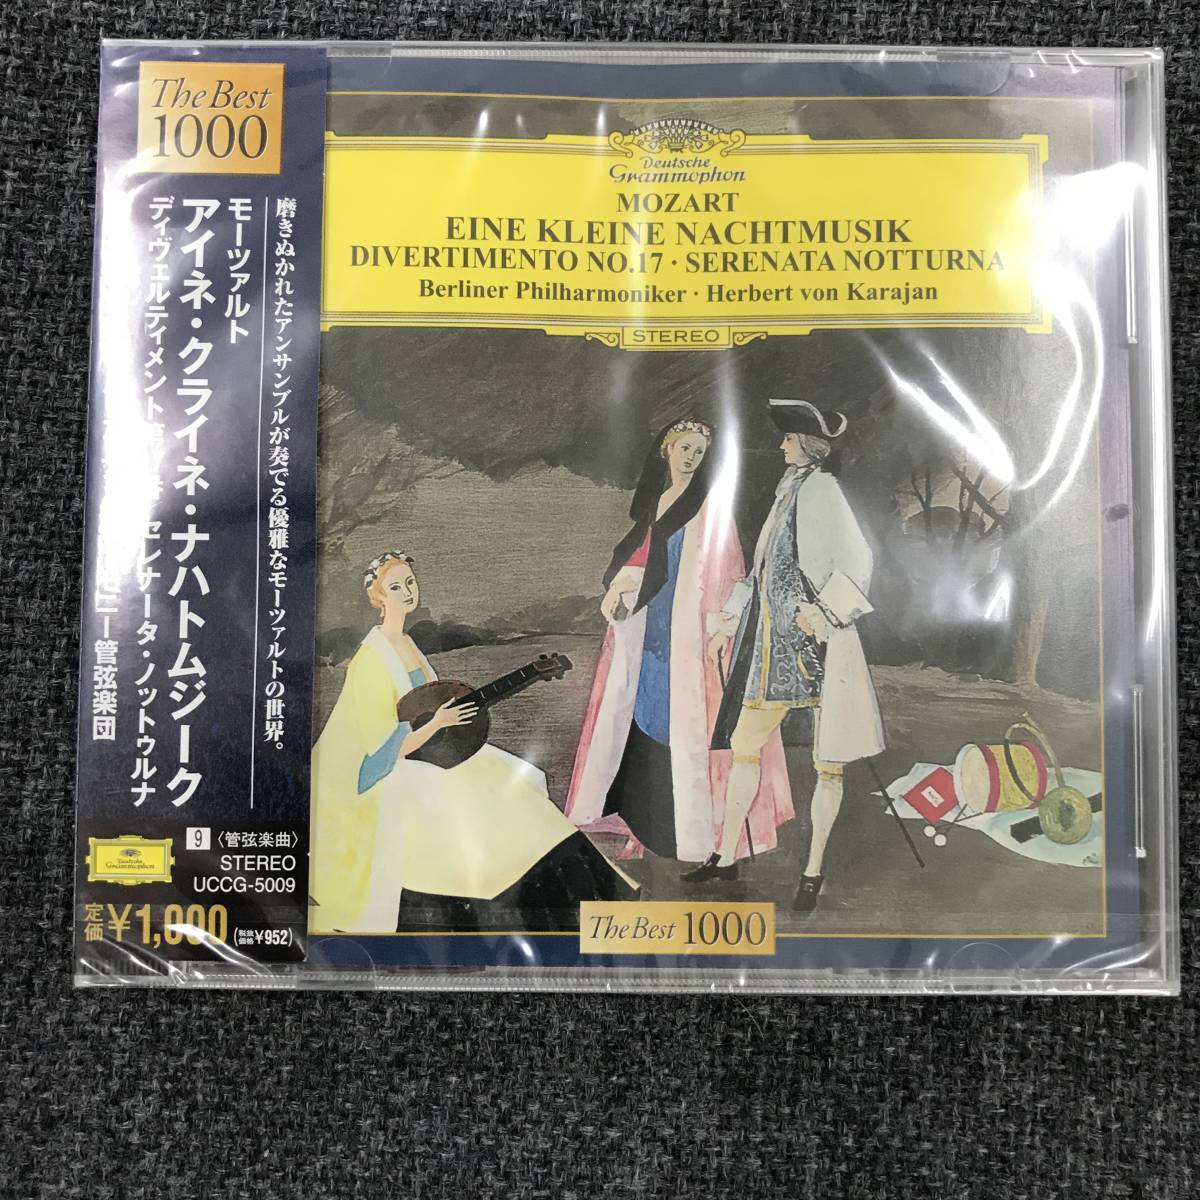 The Best
1000
磨きぬかれたアンサンブルが奏でる優雅なモーツァルトの世界。
モーツァルト
アイネ・クライネ・ナハトムジーク
ディヴェルティメント セレナータ・ノットゥルナ
ニー管弦楽団
Deutsche
Grammophon
9 〈管弦楽曲〉
STEREO
UCCG-5009
定価 ¥1,000 (税抜価格¥952)
Deutsche
Grammophon
MOZART
EINE KLEINE NACHTMUSIK
DIVERTIMENTO NO.17・SERENATA NOTTURNA
Berliner Philharmoniker・Herbert von Karajan
STEREO
The Best 1000